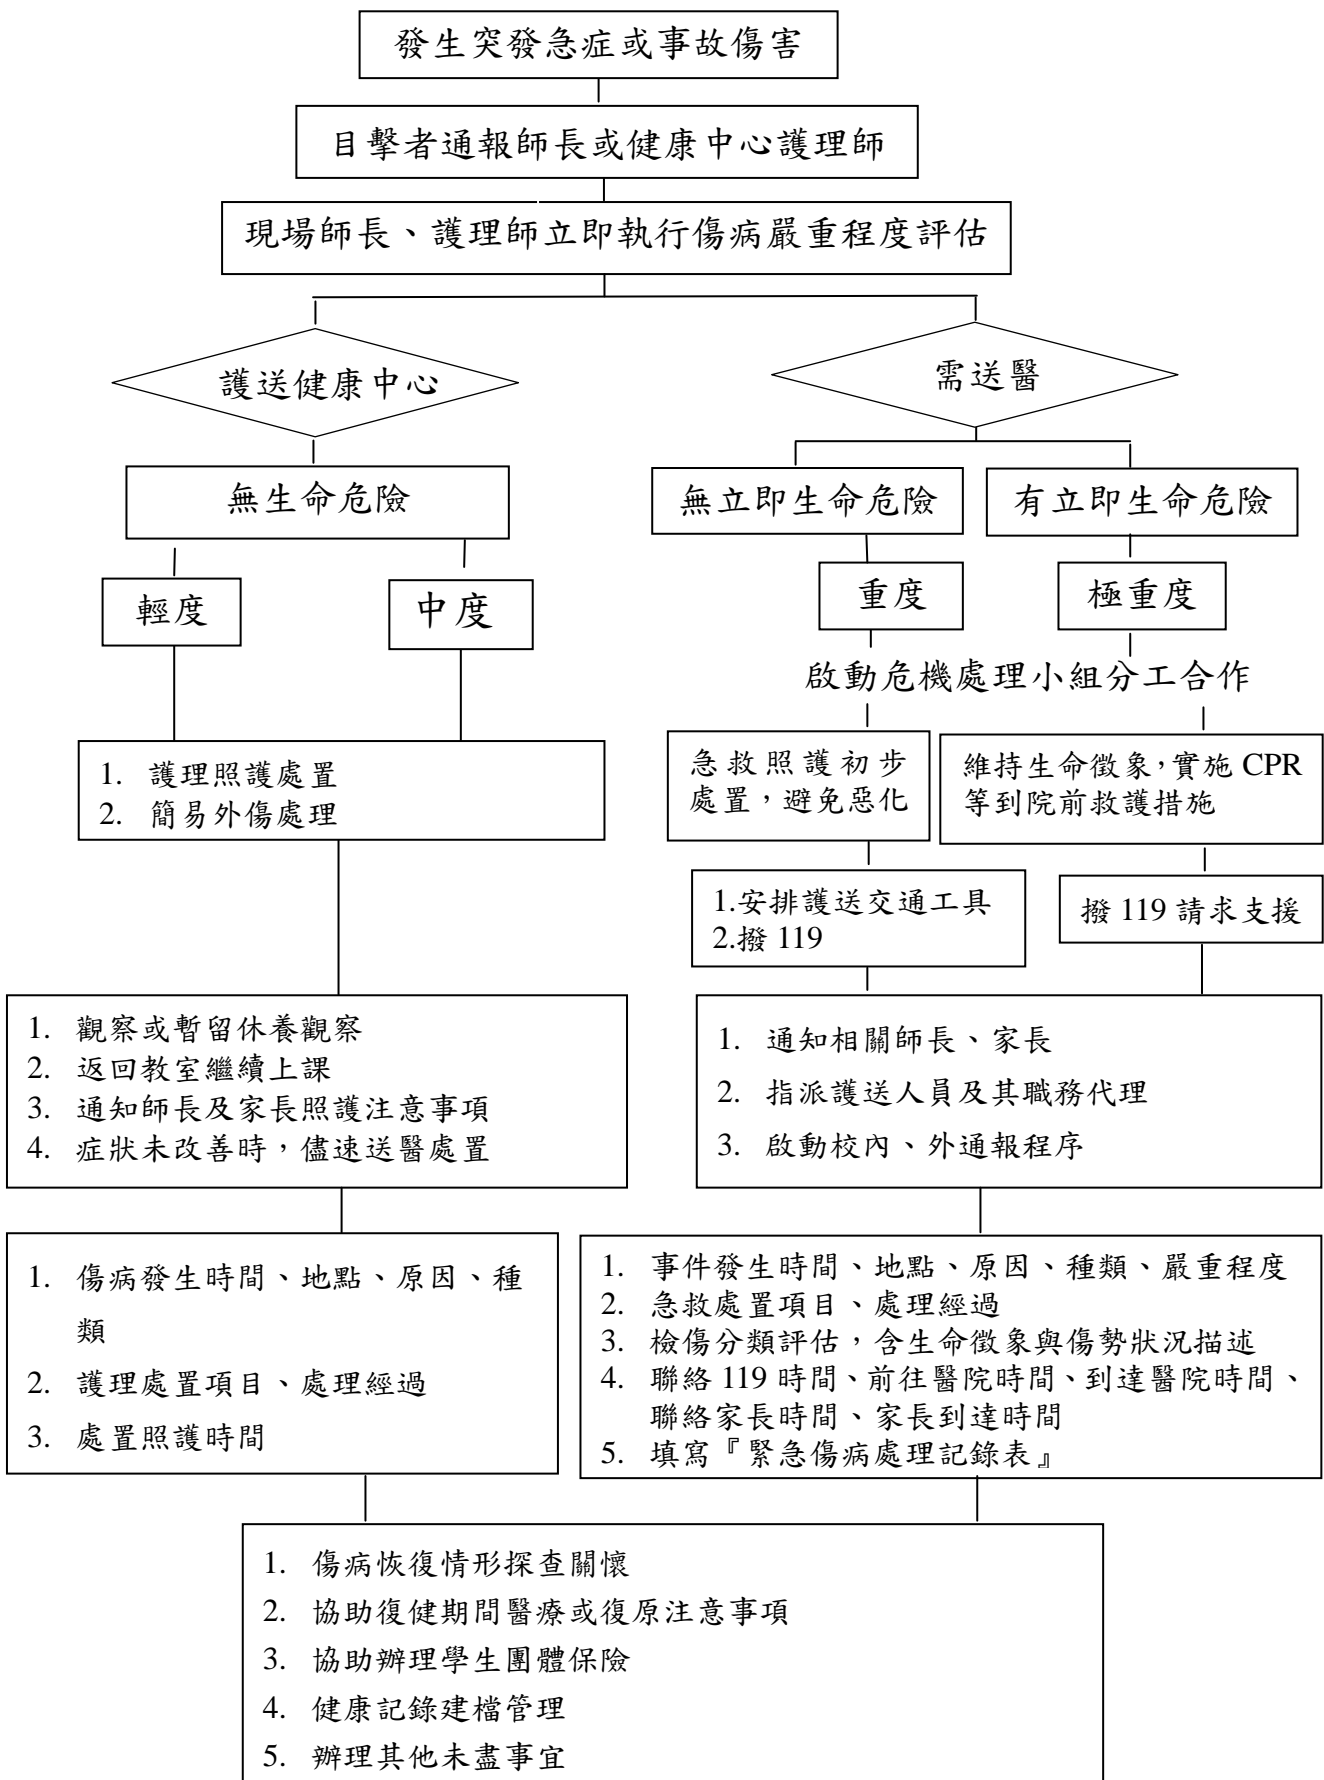 發生突發急症或事故傷害
目擊者通報師長或健康中心護理師
現場師長、護理師立即執行傷病嚴重程度評估
護送健康中心
需送醫
無生命危險
無立即生命危險
有立即生命危險
輕度
中度
重度
極重度
啟動危機處理小組分工合作
1. 護理照護處置
2. 簡易外傷處理
急救照護初步
處置，避免惡化
維持生命徵象，實施 CPR
等到院前救護措施
1.安排護送交通工具
2.撥 119
撥 119 請求支援
1. 觀察或暫留休養觀察
2. 返回教室繼續上課
3. 通知師長及家長照護注意事項
4. 症狀未改善時，儘速送醫處置
1. 通知相關師長、家長
2. 指派護送人員及其職務代理
3. 啟動校內、外通報程序
1. 傷病發生時間、地點、原因、種
類
2. 護理處置項目、處理經過
3. 處置照護時間
1. 事件發生時間、地點、原因、種類、嚴重程度
2. 急救處置項目、處理經過
3. 檢傷分類評估，含生命徵象與傷勢狀況描述
4. 聯絡 119 時間、前往醫院時間、到達醫院時間、
聯絡家長時間、家長到達時間
5. 填寫『緊急傷病處理記錄表』
1. 傷病恢復情形探查關懷
2. 協助復健期間醫療或復原注意事項
3. 協助辦理學生團體保險
4. 健康記錄建檔管理
5. 辦理其他未盡事宜